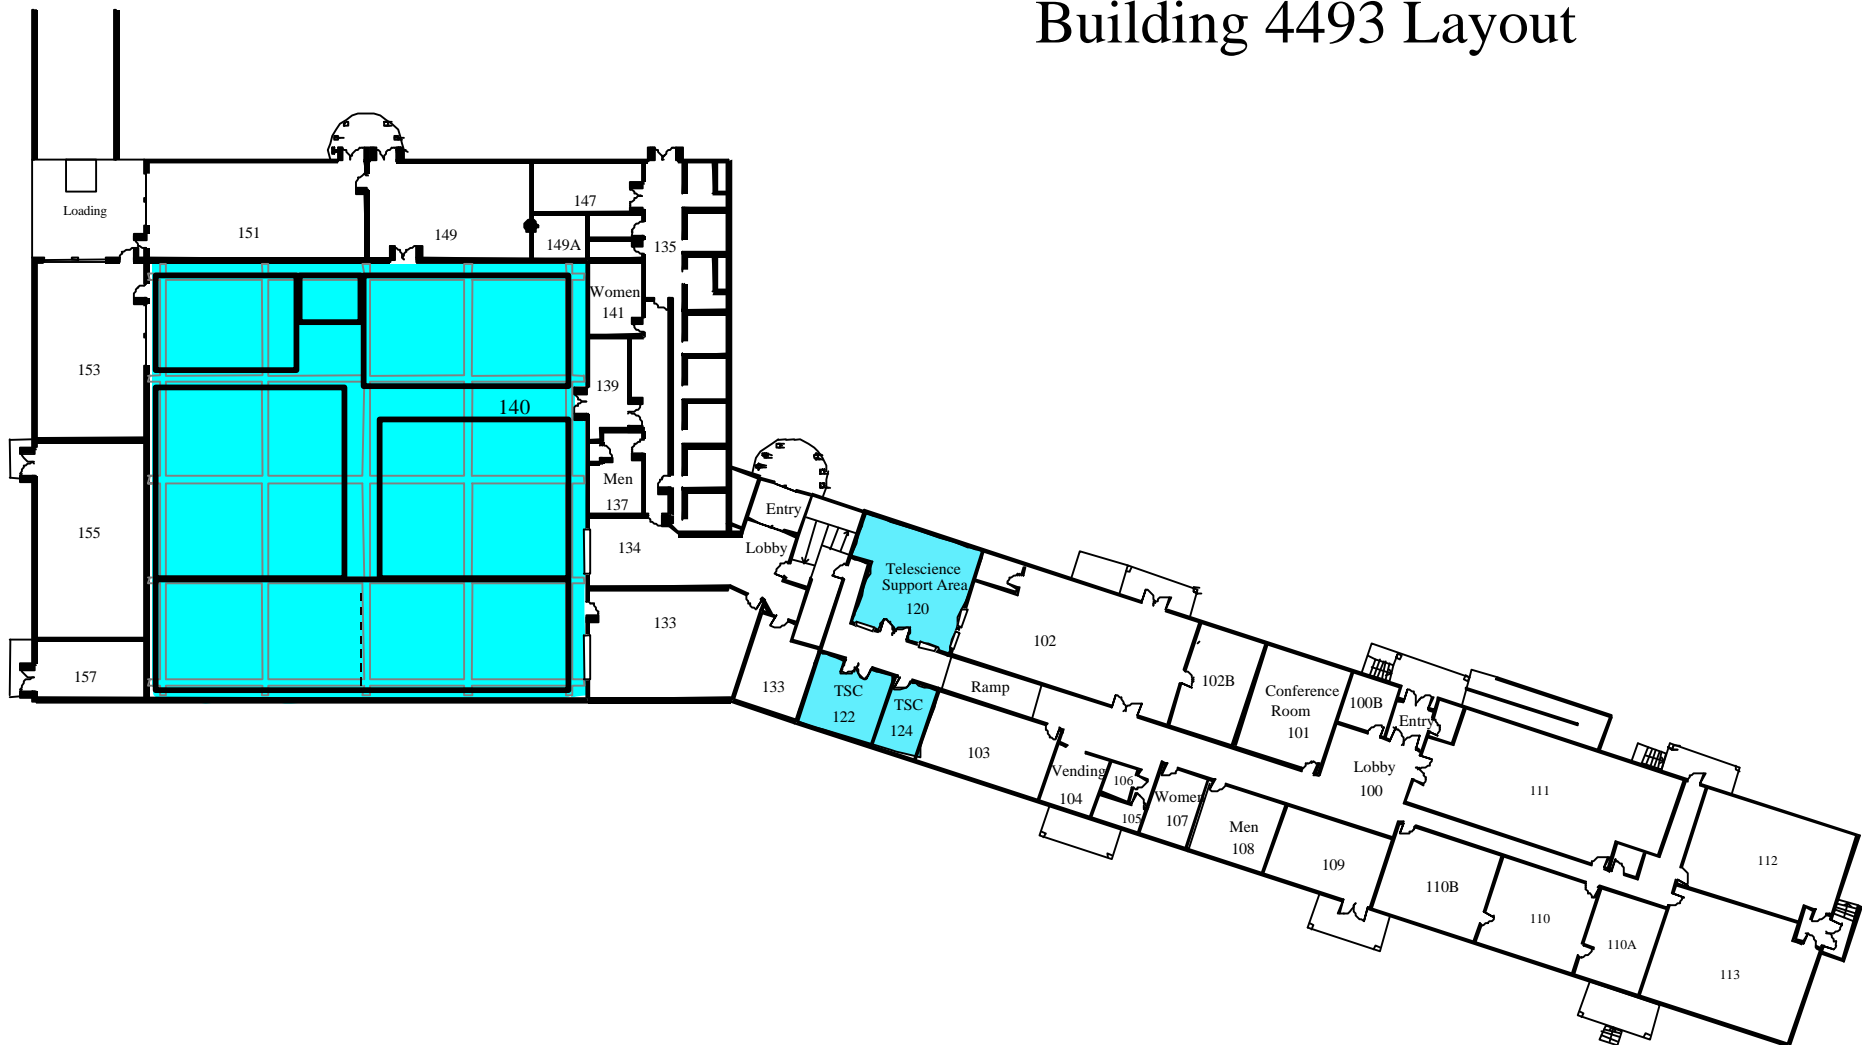 Building 4493 Layout
Loading
151
149
147
149A
135
Women
141
153
139
140
Men
137
155
134
Entry
Lobby
Telescience
Support Area
120
133
102
157
133
TSC
122
TSC
124
Ramp
102B
Conference
Room
101
100B
Entry
103
Vending
104
106
105
Women
107
Lobby
100
111
Men
108
109
110B
110
110A
112
113